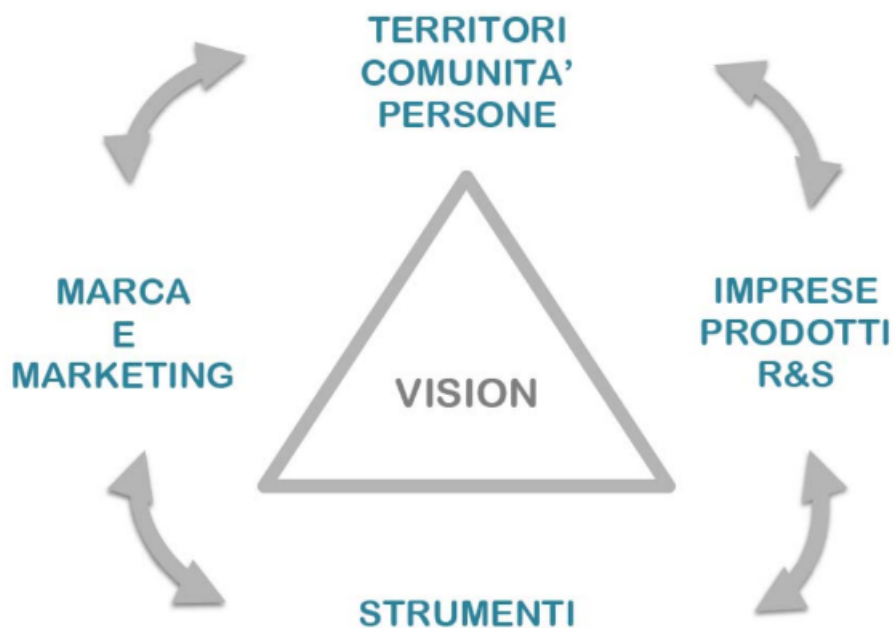 TERRITORI
COMUNITA’
PERSONE
MARCA
E
MARKETING
IMPRESE
PRODOTTI
R&S
VISION
STRUMENTI